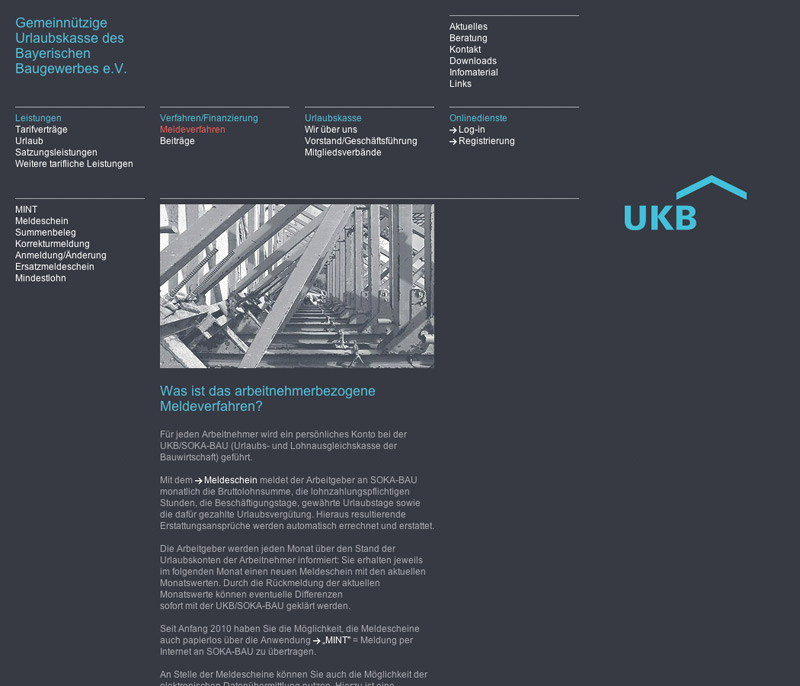 Gemeinnützige
Urlaubskasse des
Bayerischen
Baugewerbes e.V.
Aktuelles
Beratung
Kontakt
Downloads
Infomaterial
Links
Leistungen
Tarifverträge
Urlaub
Satzungsleistungen
Weitere tarifliche Leistungen
Verfahren/Finanzierung
Meldeverfahren
Beiträge
Urlaubskasse
Wir über uns
Vorstand/Geschäftsführung
Mitgliedsverbände
Onlinedienste
Log-in
Registrierung
UKB
MINT
Meldeschein
Summenbeleg
Korrekturmeldung
Anmeldung/Änderung
Ersatzmeldeschein
Mindestlohn
Was ist das arbeitnehmerbezogene
Meldeverfahren?
Für jeden Arbeitnehmer wird ein persönliches Konto bei der
UKB/SOKA-BAU (Urlaubs- und Lohnausgleichskasse der
Bauwirtschaft) geführt.
Mit dem Meldeschein meldet der Arbeitgeber an SOKA-BAU
monatlich die Bruttolohnsumme, die lohnzahlungspflichtigen
Stunden, die Beschäftigungstage, gewährte Urlaubstage sowie
die dafür gezahlte Urlaubsvergütung. Hieraus resultierende
Erstattungsansprüche werden automatisch errechnet und erstattet.
Die Arbeitgeber werden jeden Monat über den Stand der
Urlaubskonten der Arbeitnehmer informiert: Sie erhalten jeweils
im folgenden Monat einen neuen Meldeschein mit den aktuellen
Monatswerten. Durch die Rückmeldung der aktuellen
Monatswerte können eventuelle Differenzen
sofort mit der UKB/SOKA-BAU geklärt werden.
Seit Anfang 2010 haben Sie die Möglichkeit, die Meldescheine
auch papierlos über die Anwendung „MINT" = Meldung per
Internet an SOKA-BAU zu übertragen.
An Stelle der Meldescheine können Sie auch die Möglichkeit der
elektronischen Datenübermittlung nutzen. Hierzu ist eine